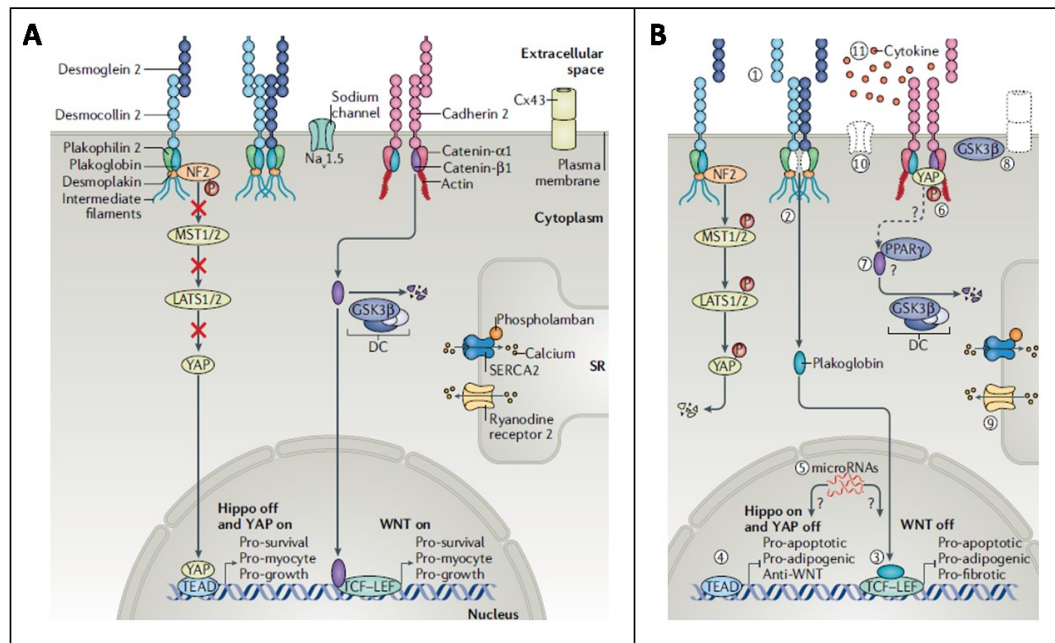 A
Desmoglein 2
Desmocollin 2
Plakophilin 2
Plakoglobin
Desmoplakin
Intermediate
filaments
NF2
P
MST1/2
LATS1/2
YAP
Sodium
channel
Nav1.5
Extracellular
space
Cx43
Cadherin 2
Catenin-α1
Catenin-β1
Actin
Plasma
membrane
Cytoplasm
GSK3β
DC
Phospholamban
Calcium
SERCA2
SR
Ryanodine
receptor 2
Hippo off
and YAP on
Pro-survival
Pro-myocyte
Pro-growth
YAP
TEAD
WNT on
Pro-survival
Pro-myocyte
Pro-growth
TCF–LEF
Nucleus
B
1
11
Cytokine
NF2
10
GSK3β
8
YAP
P
6
?
2
P
MST1/2
7
PPARγ
?
P
LATS1/2
GSK3β
DC
P
YAP
Plakoglobin
9
5 microRNAs
?
?
Hippo on
and YAP off
Pro-apoptotic
Pro-adipogenic
Anti-WNT
4
TEAD
WNT off
Pro-apoptotic
Pro-adipogenic
Pro-fibrotic
3
TCF–LEF